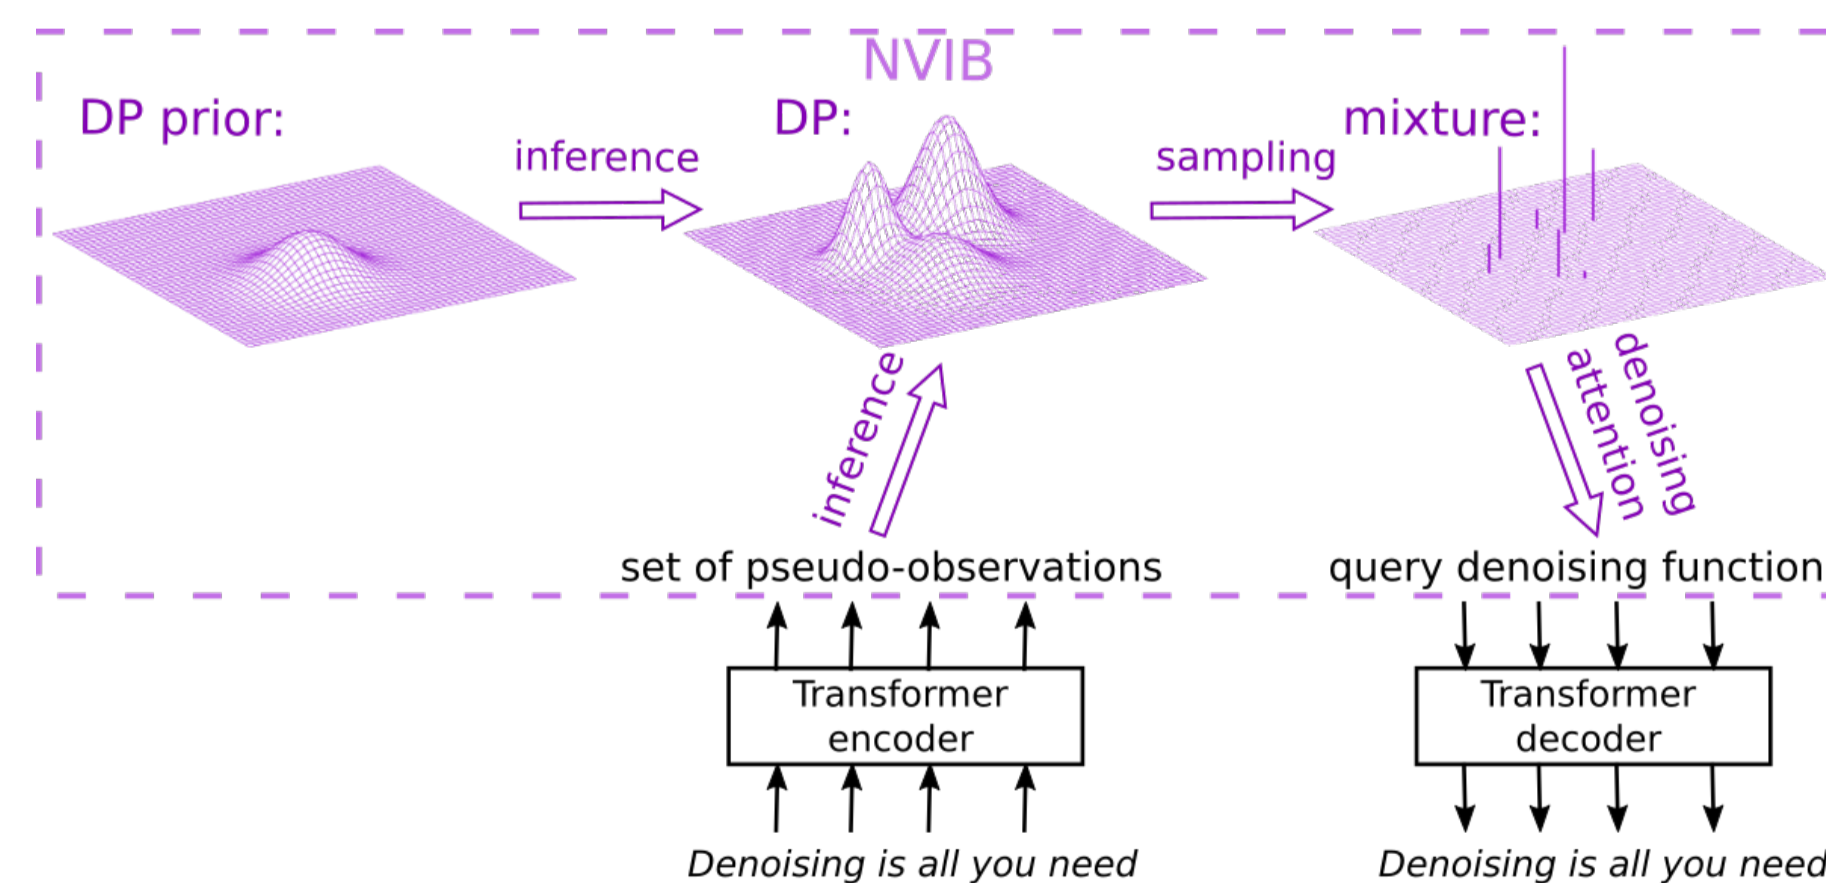 NVIB
DP prior:
inference
DP:
sampling
mixture:
inference
denoising
attention
set of pseudo-observations
query denoising function
Transformer
encoder
Transformer
decoder
Denoising is all you need
Denoising is all you need